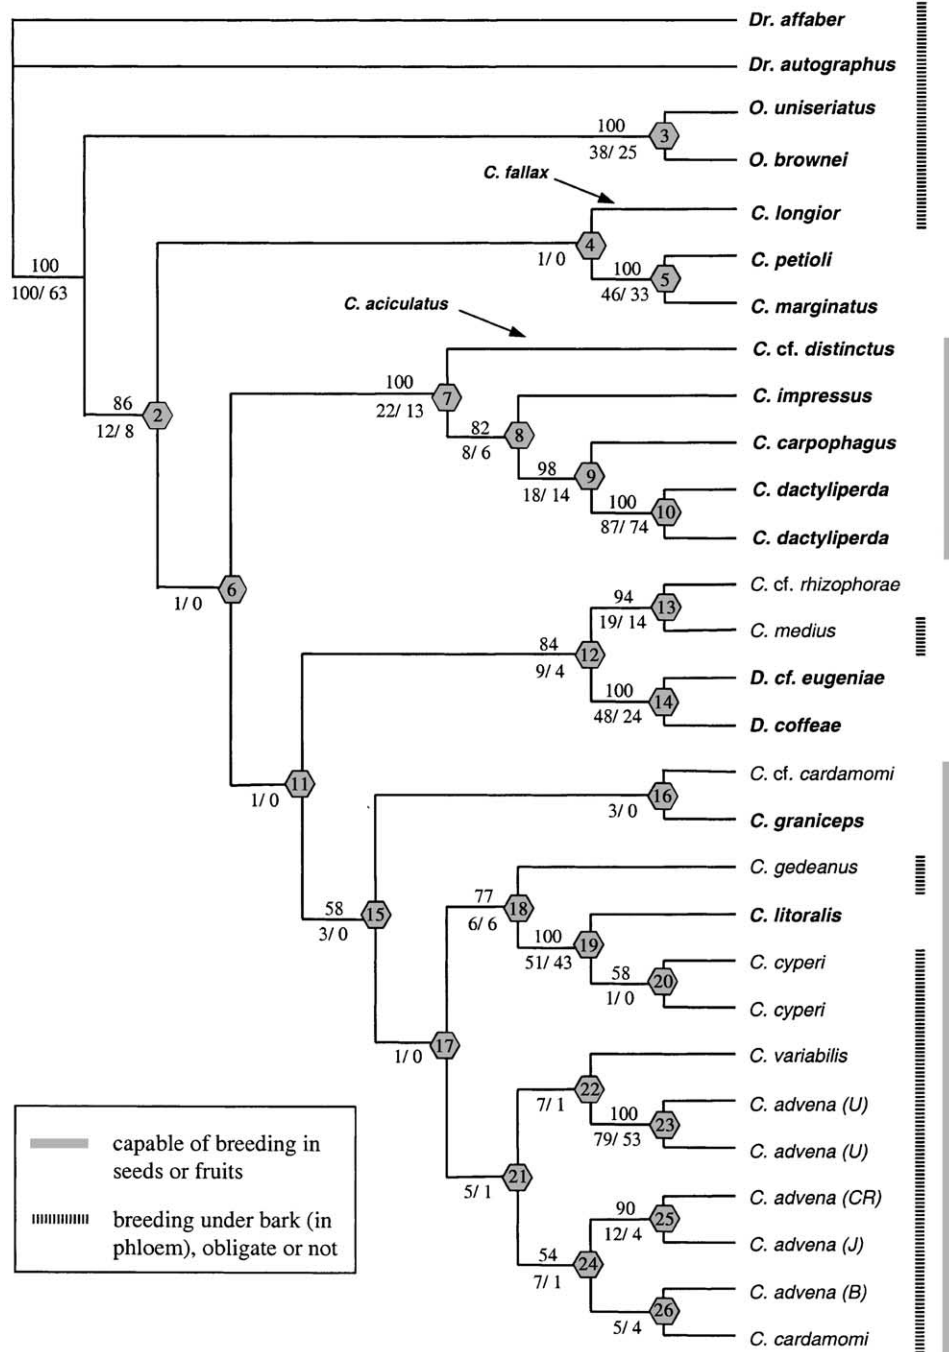 Dr. affaber
Dr. autographus
O. uniseriatus
100
3
38/ 25
O. brownei
C. fallax
C. longior
4
1/ 0
C. petioli
100
5
46/ 33
100
100/ 63
C. marginatus
C. aciculatus
C. cf. distinctus
100
7
22/ 13
C. impressus
86
2
12/ 8
82
8
8/ 6
C. carpophagus
98
9
18/ 14
C. dactyliperda
100
10
87/ 74
C. dactyliperda
6
1/ 0
C. cf. rhizophorae
94
13
19/ 14
C. medius
84
12
9/ 4
D. cf. eugeniae
100
14
48/ 24
D. coffeae
11
1/ 0
C. cf. cardamomi
16
3/ 0
C. graniceps
C. gedeanus
77
18
6/ 6
58
15
3/ 0
C. litoralis
100
19
51/ 43
C. cyperi
58
20
1/ 0
C. cyperi
17
1/ 0
C. variabilis
22
7/ 1
C. advena (U)
100
23
79/ 53
C. advena (U)
21
5/ 1
C. advena (CR)
90
25
12/ 4
C. advena (J)
54
24
7/ 1
C. advena (B)
26
5/ 4
C. cardamomi
capable of breeding in
seeds or fruits
breeding under bark (in
phloem), obligate or not